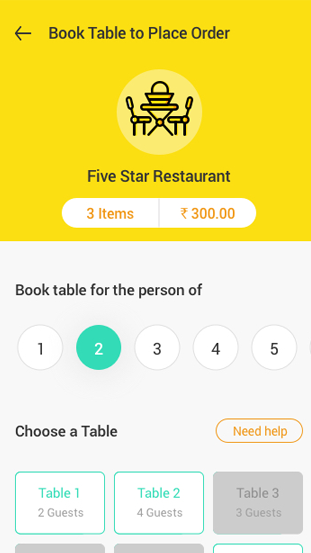 Book Table to Place Order
Five Star Restaurant
3 Items ₹ 300.00
Book table for the person of
1 2 3 4 5
Choose a Table Need help
Table 1 Table 2 Table 3
2 Guests 4 Guests 3 Guests